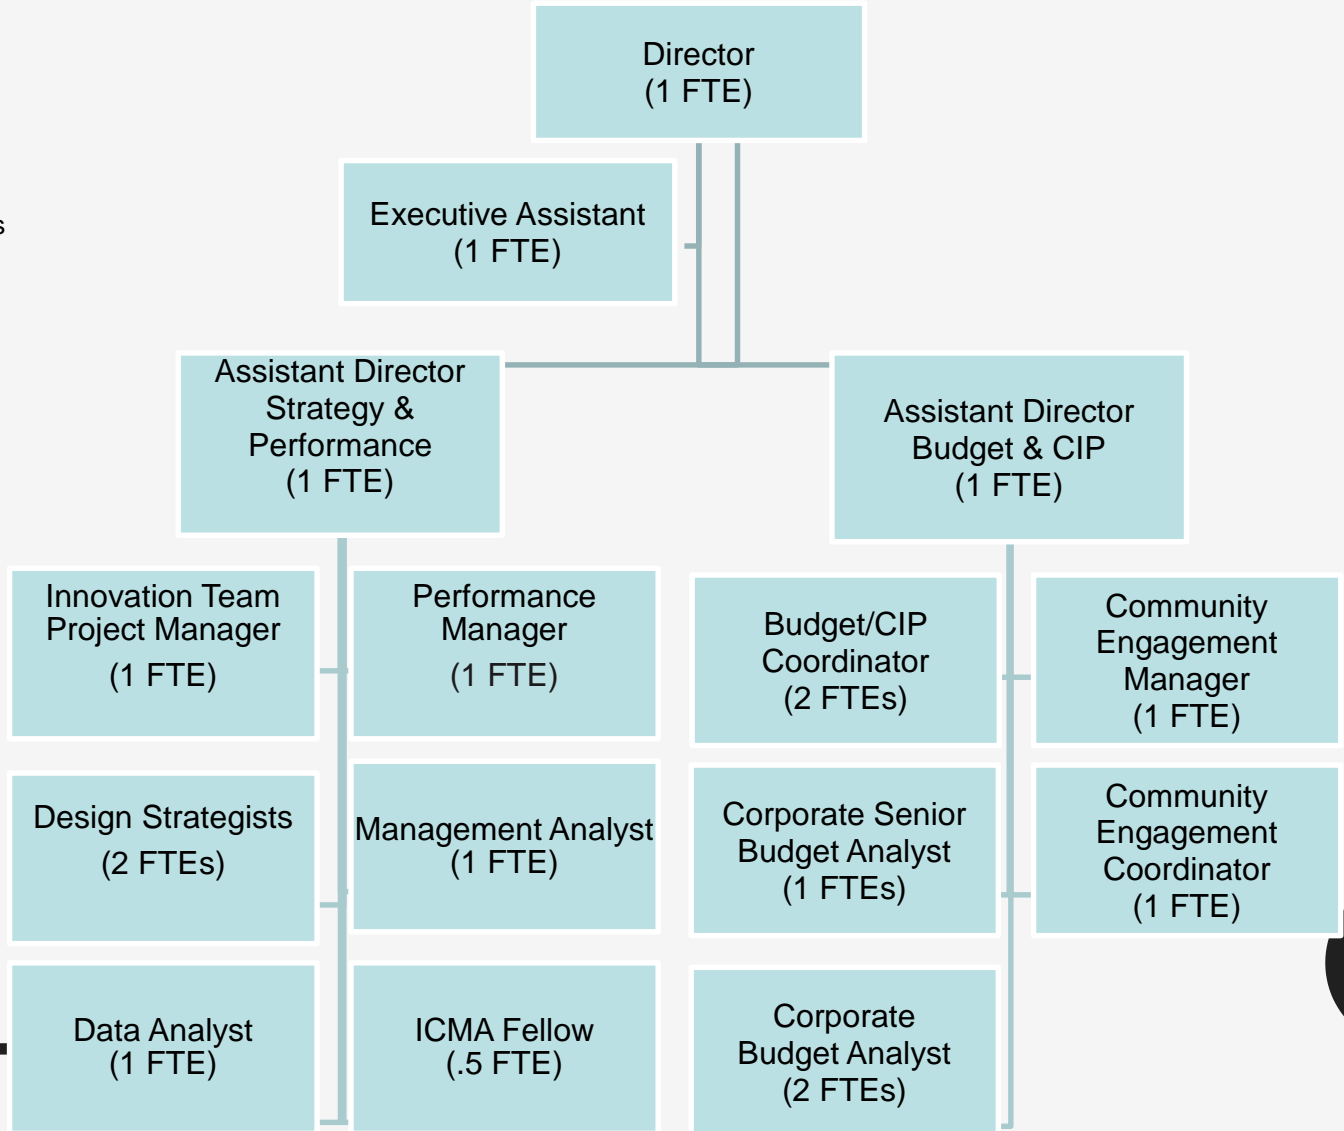 Director
(1 FTE)
Executive Assistant
(1 FTE)
s
Assistant Director
Strategy &
Performance
(1 FTE)
Assistant Director
Budget & CIP
(1 FTE)
Innovation Team
Project Manager
(1 FTE)
Performance
Manager
(1 FTE)
Budget/CIP
Coordinator
(2 FTEs)
Community
Engagement
Manager
(1 FTE)
Design Strategists
(2 FTEs)
Management Analyst
(1 FTE)
Corporate Senior
Budget Analyst
(1 FTEs)
Community
Engagement
Coordinator
(1 FTE)
Data Analyst
(1 FTE)
ICMA Fellow
(.5 FTE)
Corporate
Budget Analyst
(2 FTEs)